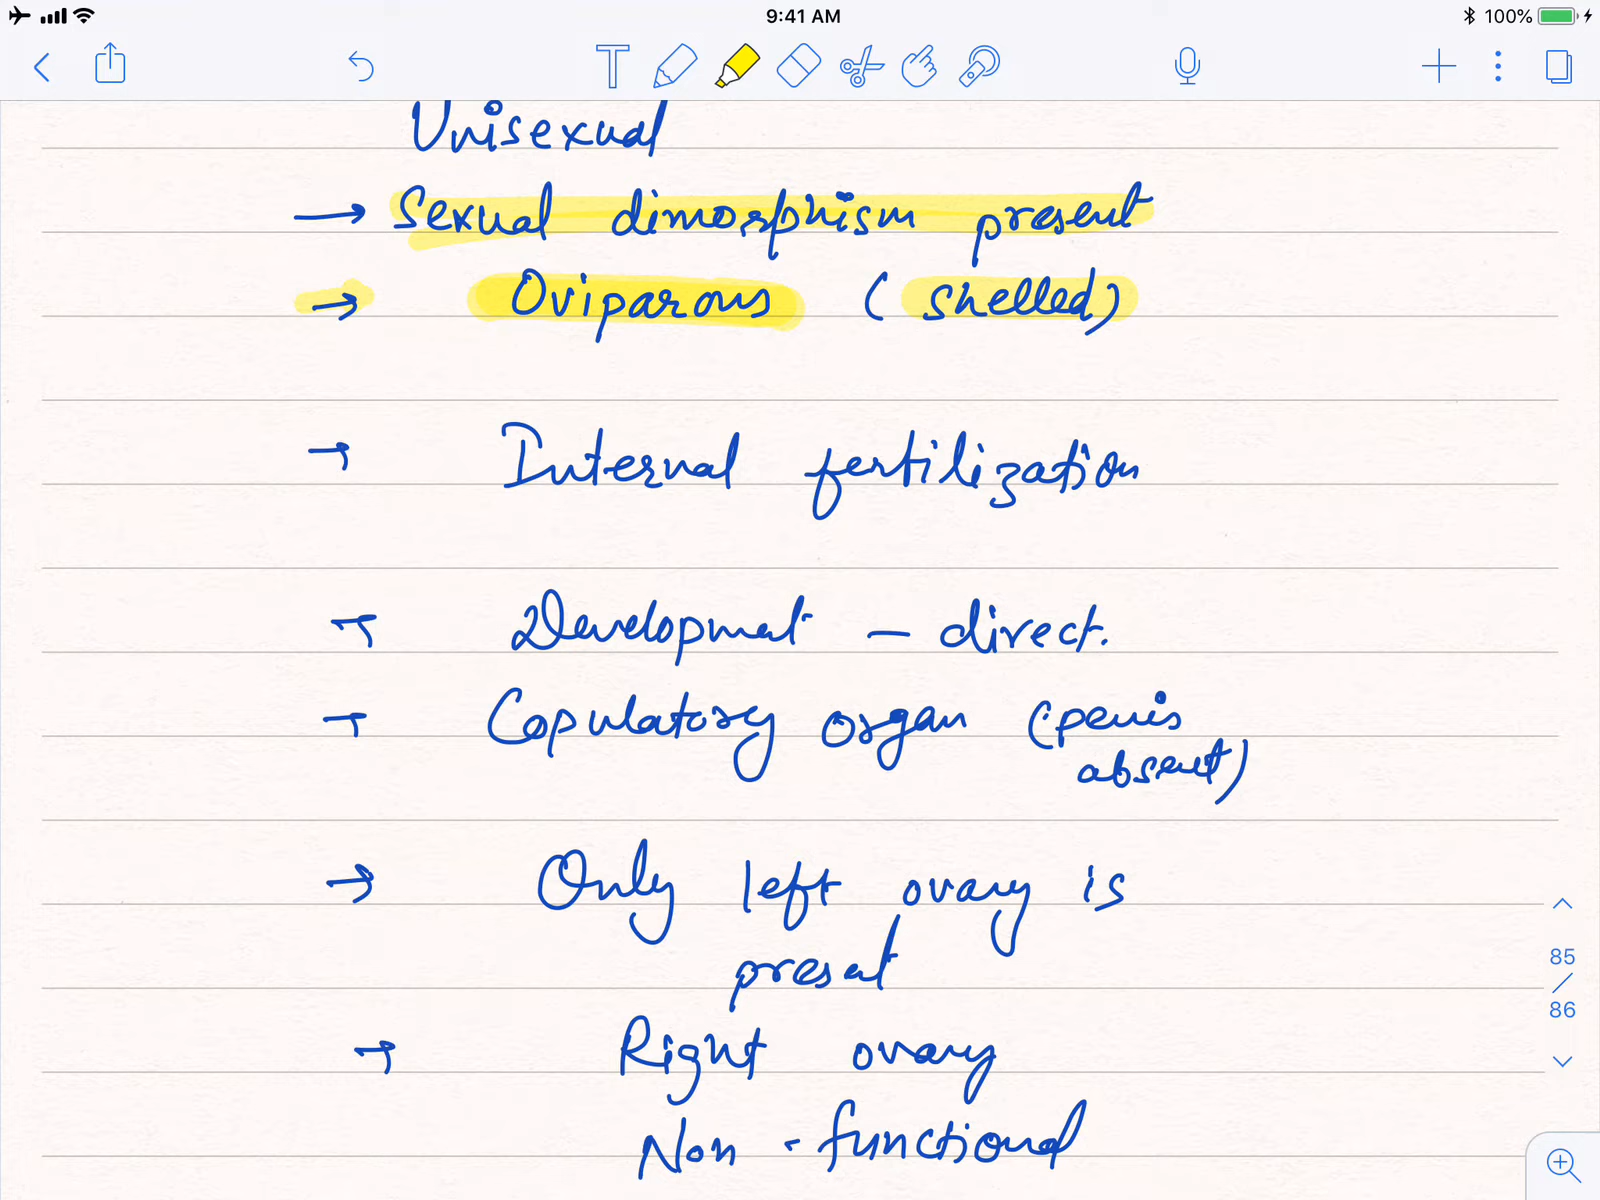 9:41 AM
100%
Unisexual
→ Sexual dimorphism present
→ Oviparous (shelled)
→ Internal fertilization
→ Development – direct.
→ Copulatory organ (penis
absent)
→ Only left ovary is
present
→ Right ovary
Non - functional
85
/
86